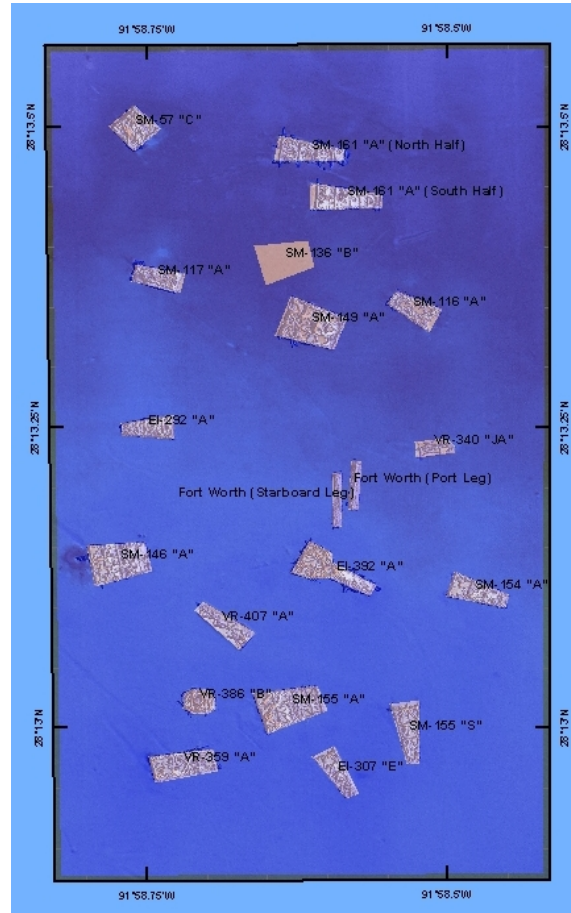 91°58.75'W 91°58.5'W
28°13.5'N 28°13.5'N
SM-57 "C"
SM-161 "A" (North Half)
SM-161 "A" (South Half)
SM-136 "B"
SM-117 "A"
SM-116 "A"
SM-149 "A"
28°13.25'N 28°13.25'N
EI-292 "A"
VR-340 "JA"
Fort Worth (Port Leg)
Fort Worth (Starboard Leg)
SM-146 "A"
EI-392 "A"
SM-154 "A"
VR-407 "A"
VR-386 "B"
SM-155 "A"
28°13'N 28°13'N
SM-155 "S"
VR-359 "A"
EI-307 "E"
91°58.75'W 91°58.5'W